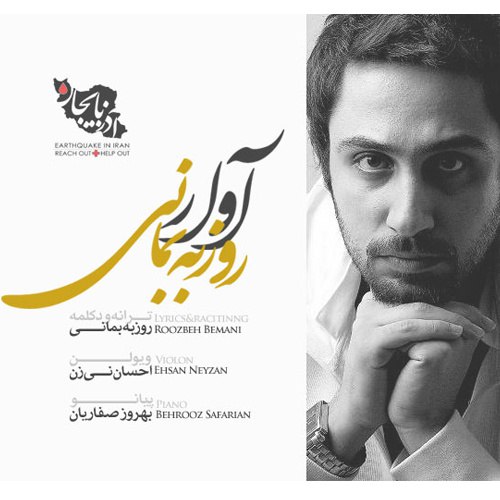 آذربایجان
EARTHQUAKE IN IRAN
REACH OUT+HELP OUT
آوار
روزبه بمانی
ترانه و دکلمه LYRICS&RACITINNG
روزبه بمانی ROOZBEH BEMANI
ویولن VIOLON
احسان نی زن EHSAN NEYZAN
پیانو PIANO
بهروز صفاریان BEHROOZ SAFARIAN